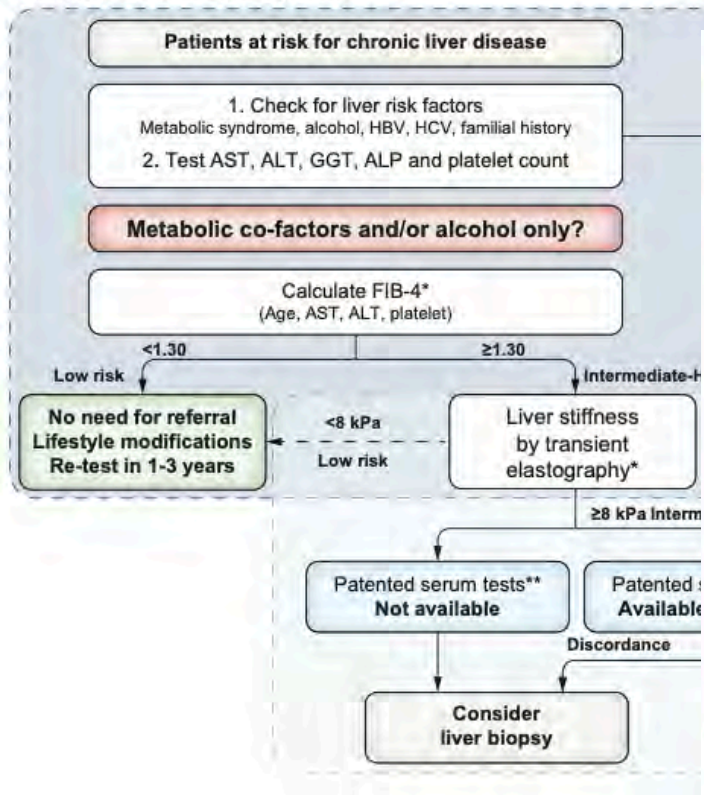 Patients at risk for chronic liver disease
1. Check for liver risk factors
Metabolic syndrome, alcohol, HBV, HCV, familial history
2. Test AST, ALT, GGT, ALP and platelet count
Metabolic co-factors and/or alcohol only?
Calculate FIB-4*
(Age, AST, ALT, platelet)
<1.30
≥1.30
Low risk
Intermediate-H
No need for referral
Lifestyle modifications
Re-test in 1-3 years
<8 kPa
Low risk
Liver stiffness
by transient
elastography*
≥8 kPa Interm
Patented serum tests**
Not available
Patented s
Available
Discordance
Consider
liver biopsy